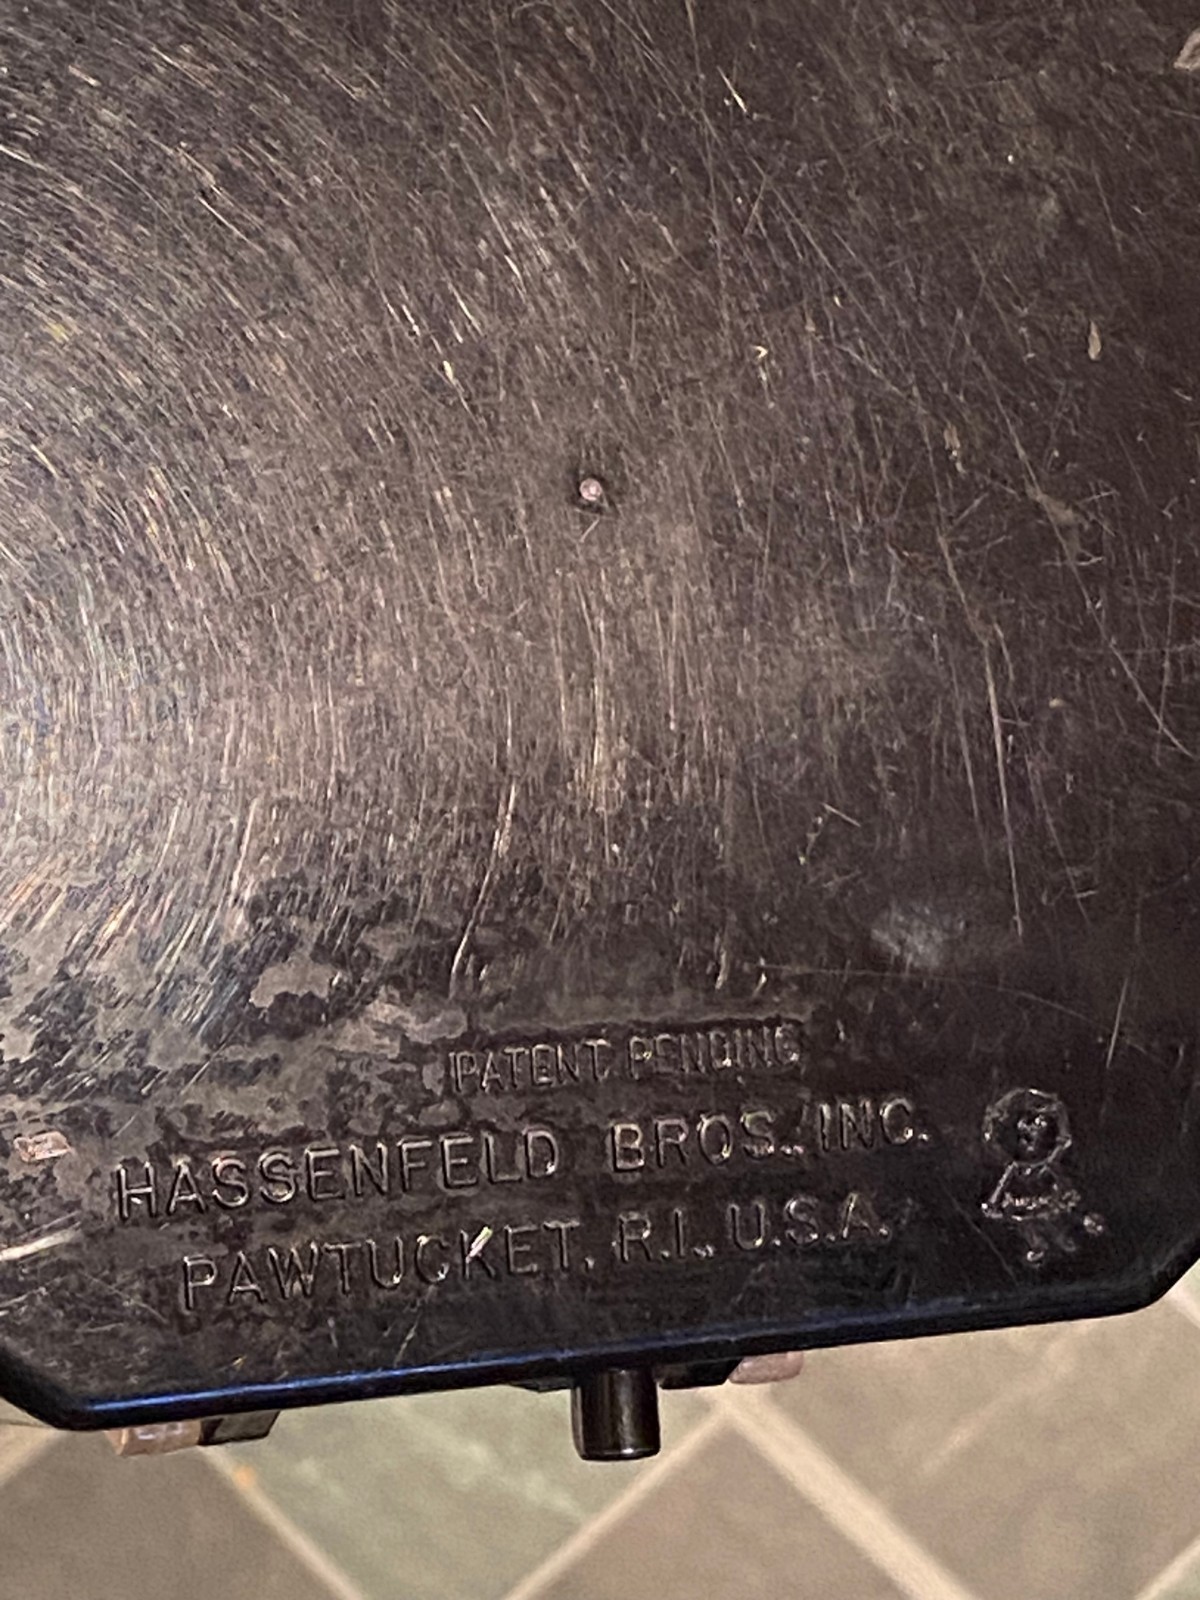 PATENT PENDING
HASSENFELD BROS. INC.
PAWTUCKET, R.I., U.S.A.